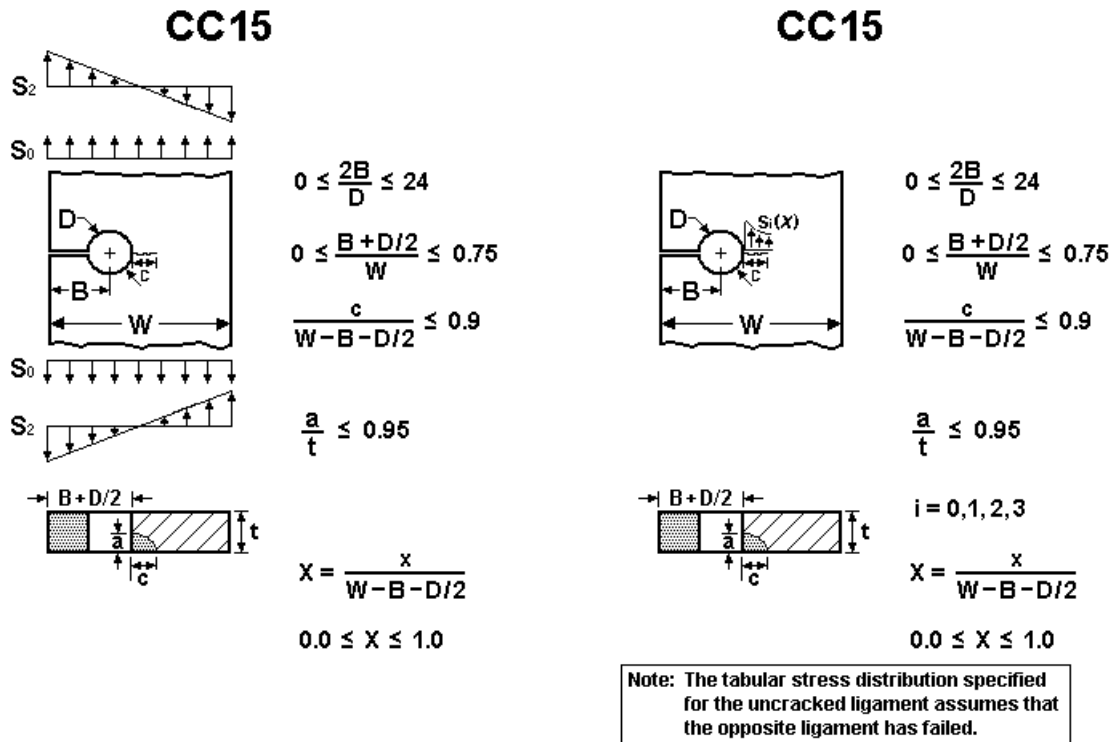 CC15
S₂
S₀
D
c
B
W
S₀
S₂
B + D/2
a
t
c
0 ≤ 2B/D ≤ 24
0 ≤ (B + D/2)/W ≤ 0.75
c/(W – B – D/2) ≤ 0.9
a/t ≤ 0.95
X = x/(W – B – D/2)
0.0 ≤ X ≤ 1.0
CC15
D
Sᵢ(X)
c
B
W
B + D/2
a
t
c
0 ≤ 2B/D ≤ 24
0 ≤ (B + D/2)/W ≤ 0.75
c/(W – B – D/2) ≤ 0.9
a/t ≤ 0.95
i = 0,1, 2, 3
X = x/(W – B – D/2)
0.0 ≤ X ≤ 1.0
Note: The tabular stress distribution specified
for the uncracked ligament assumes that
the opposite ligament has failed.